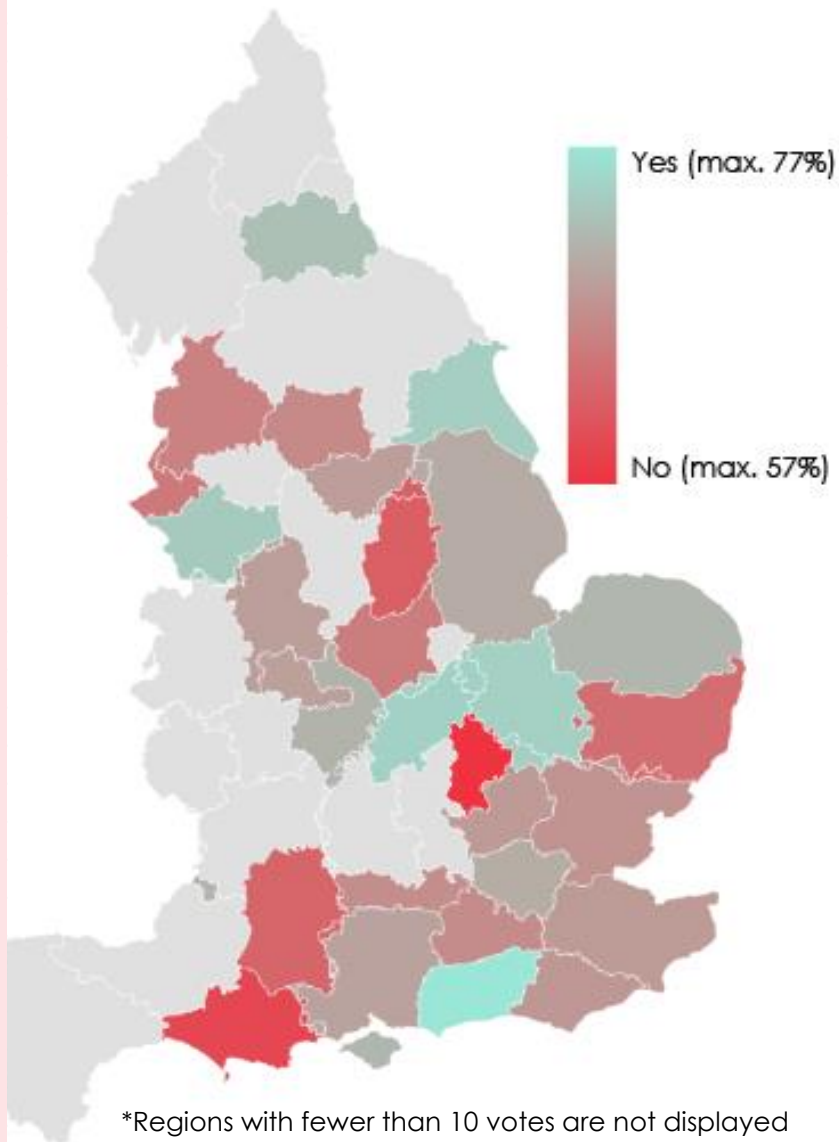 Yes (max. 77%)
No (max. 57%)
*Regions with fewer than 10 votes are not displayed